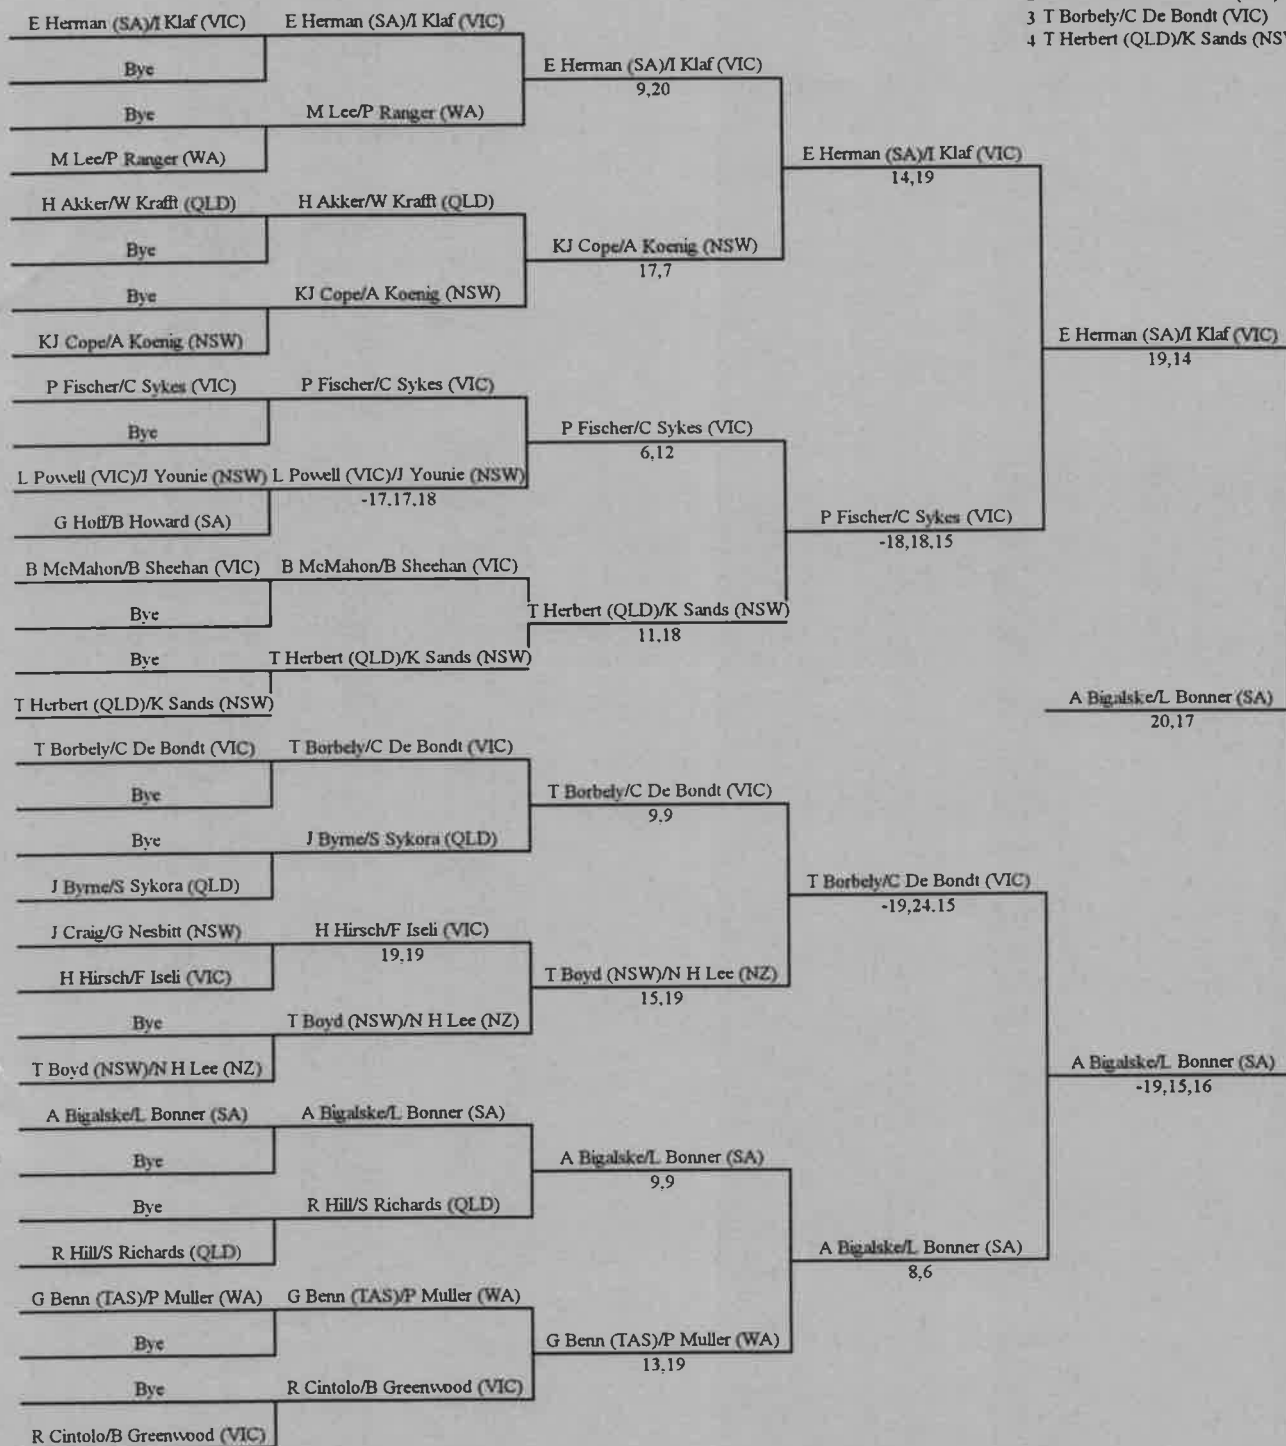 3 T Borbely/C De Bondt (VIC)
4 T Herbert (QLD)/K Sands
E Herman (SA)/I Klaf (VIC) E Herman (SA)/I Klaf (VIC)
E Herman (SA)/I Klaf (VIC)
Bye
9,20
Bye M Lee/P Ranger (WA)
M Lee/P Ranger (WA) E Herman (SA)/I Klaf (VIC)
14,19
H Akker/W Krafft (QLD) H Akker/W Krafft (QLD)
Bye KJ Cope/A Koenig (NSW)
17,7
Bye KJ Cope/A Koenig (NSW)
KJ Cope/A Koenig (NSW) E Herman (SA)/I Klaf (VIC)
19,14
P Fischer/C Sykes (VIC) P Fischer/C Sykes (VIC)
Bye P Fischer/C Sykes (VIC)
6,12
L Powell (VIC)/J Younie (NSW) L Powell (VIC)/J Younie (NSW)
-17,17,18
G Hoff/B Howard (SA) P Fischer/C Sykes (VIC)
-18,18,15
B McMahon/B Sheehan (VIC) B McMahon/B Sheehan (VIC)
Bye T Herbert (QLD)/K Sands (NSW)
11,18
Bye T Herbert (QLD)/K Sands (NSW)
T Herbert (QLD)/K Sands (NSW) A Bigalske/L Bonner (SA)
20,17
T Borbely/C De Bondt (VIC) T Borbely/C De Bondt (VIC)
Bye T Borbely/C De Bondt (VIC)
9,9
Bye J Byrne/S Sykora (QLD)
J Byrne/S Sykora (QLD) T Borbely/C De Bondt (VIC)
-19,24,15
J Craig/G Nesbitt (NSW) H Hirsch/F Iseli (VIC)
19,19
H Hirsch/F Iseli (VIC) T Boyd (NSW)/N H Lee (NZ)
15,19
Bye T Boyd (NSW)/N H Lee (NZ)
T Boyd (NSW)/N H Lee (NZ) A Bigalske/L Bonner (SA)
-19,15,16
A Bigalske/L Bonner (SA) A Bigalske/L Bonner (SA)
Bye A Bigalske/L Bonner (SA)
9,9
Bye R Hill/S Richards (QLD)
R Hill/S Richards (QLD) A Bigalske/L Bonner (SA)
8,6
G Benn (TAS)/P Muller (WA) G Benn (TAS)/P Muller (WA)
Bye G Benn (TAS)/P Muller (WA)
13,19
Bye R Cintolo/B Greenwood (VIC)
R Cintolo/B Greenwood (VIC)